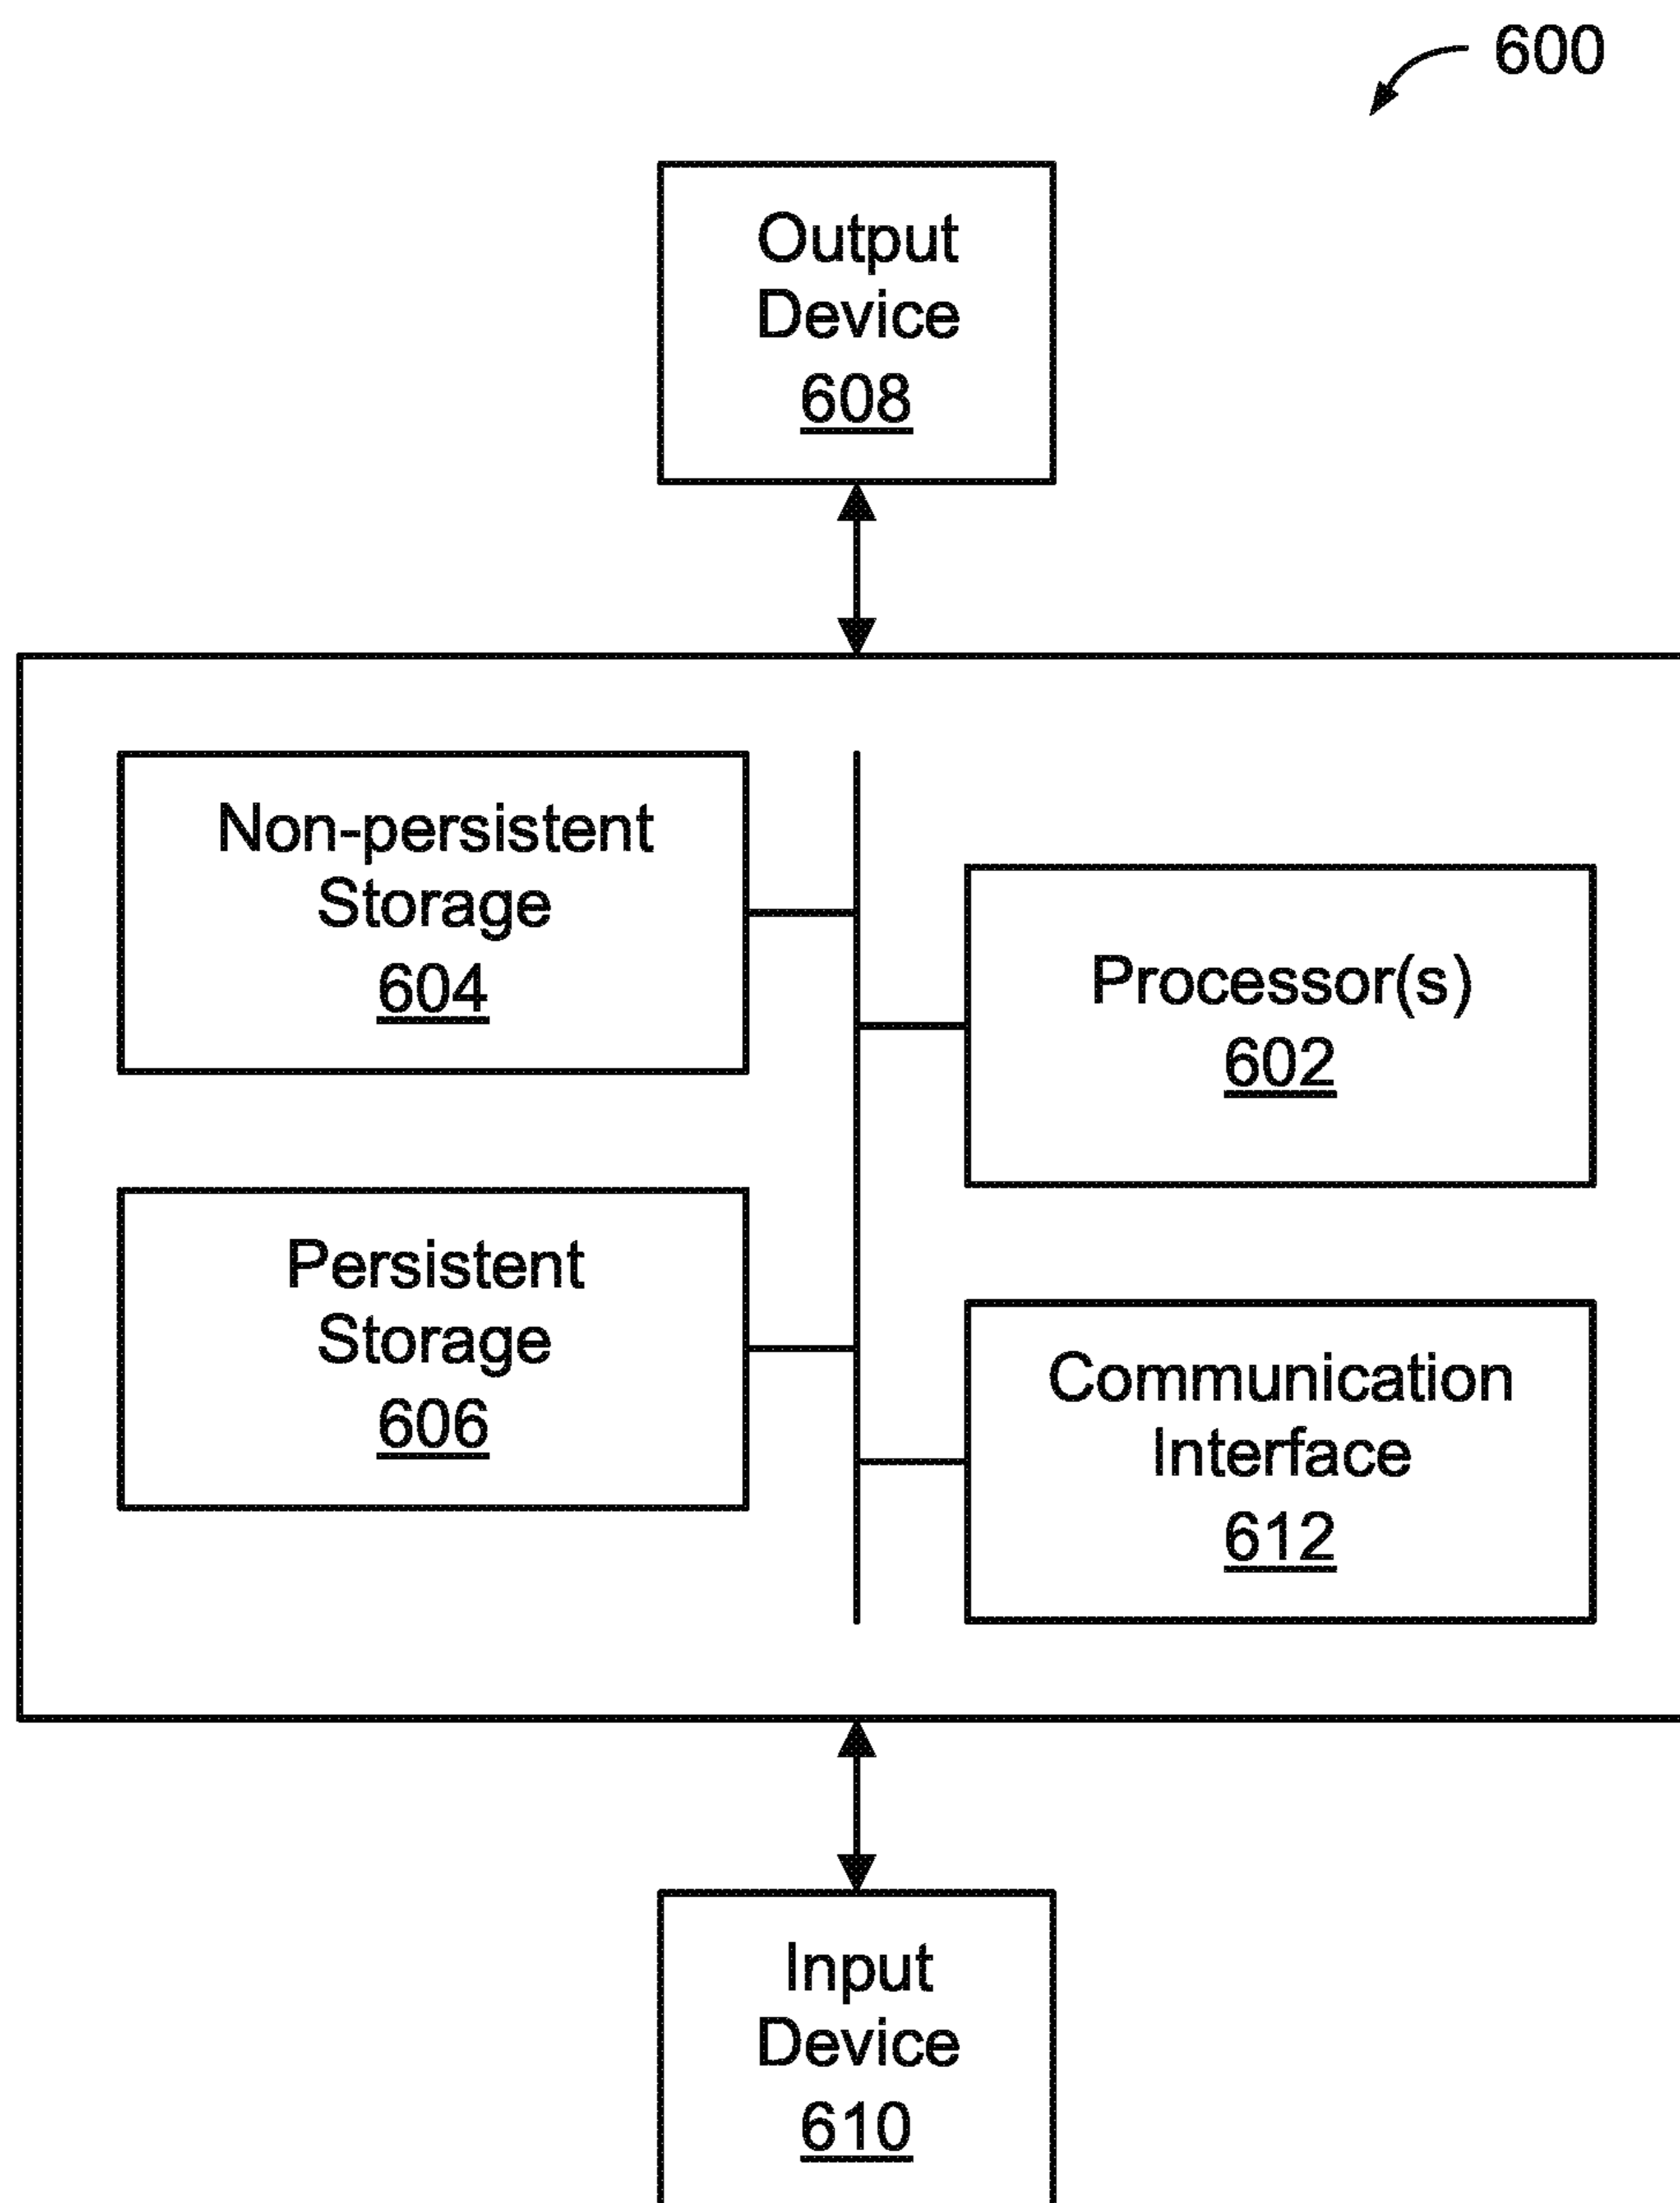 600
Output
Device
608
Non-persistent
Storage
604
Processor(s)
602
Persistent
Storage
606
Communication
Interface
612
Input
Device
610